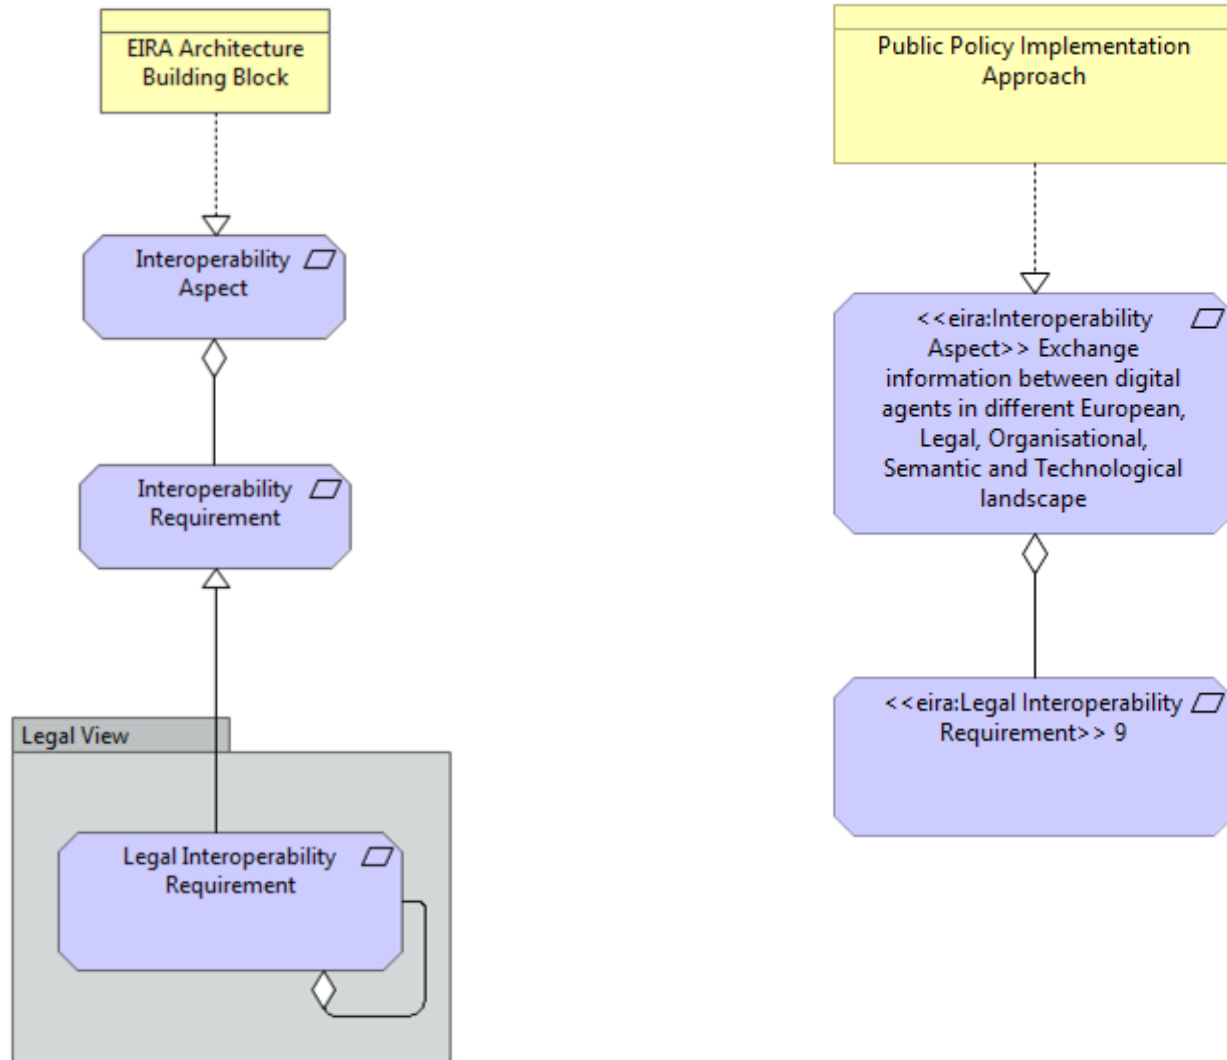 EIRA Architecture
Building Block
Interoperability
Aspect
Interoperability
Requirement
Legal View
Legal Interoperability
Requirement
Public Policy Implementation
Approach
<<eira:Interoperability
Aspect>> Exchange
information between digital
agents in different European,
Legal, Organisational,
Semantic and Technological
landscape
<<eira:Legal Interoperability
Requirement>> 9